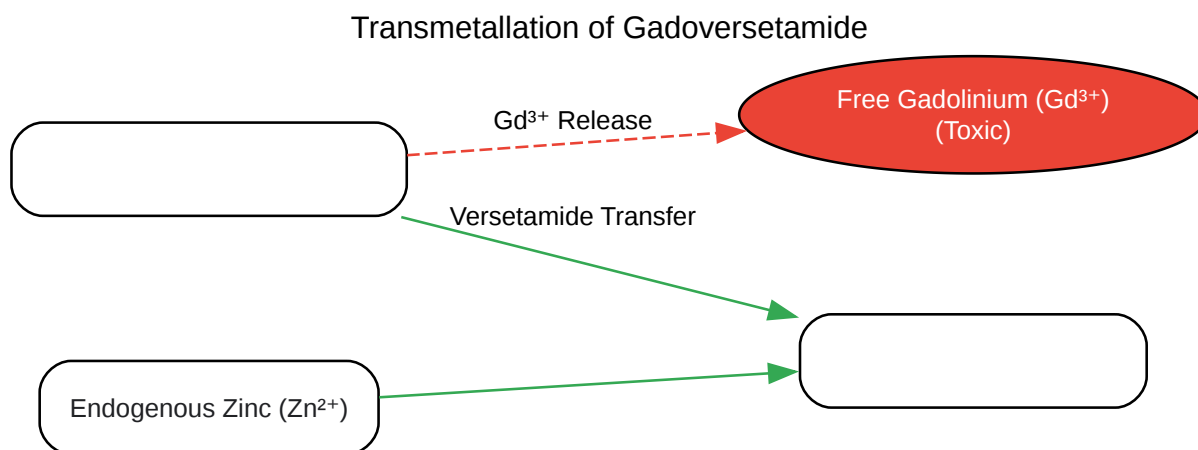 Transmetallation of Gadoversetamide
Free Gadolinium (Gd³⁺)
(Toxic)
Gd³⁺ Release
Versetamide Transfer
Endogenous Zinc (Zn²⁺)